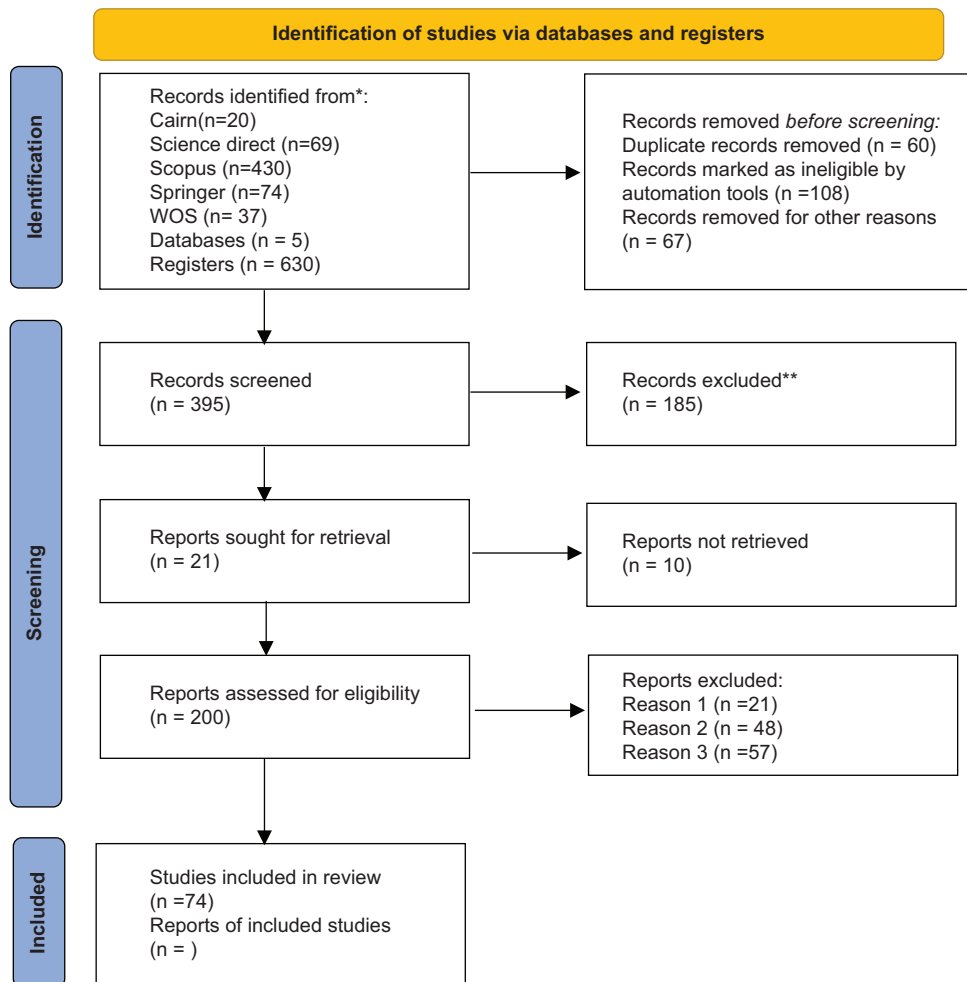 Identification of studies via databases and registers
Identification
Records identified from*:
Cairn(n=20)
Science direct (n=69)
Scopus (n=430)
Springer (n=74)
WOS (n= 37)
Databases (n = 5)
Registers (n = 630)
Records removed before screening:
Duplicate records removed (n = 60)
Records marked as ineligible by
automation tools (n =108)
Records removed for other reasons
(n = 67)
Screening
Records screened
(n = 395)
Records excluded**
(n = 185)
Reports sought for retrieval
(n = 21)
Reports not retrieved
(n = 10)
Reports assessed for eligibility
(n = 200)
Reports excluded:
Reason 1 (n =21)
Reason 2 (n = 48)
Reason 3 (n =57)
Included
Studies included in review
(n =74)
Reports of included studies
(n = )